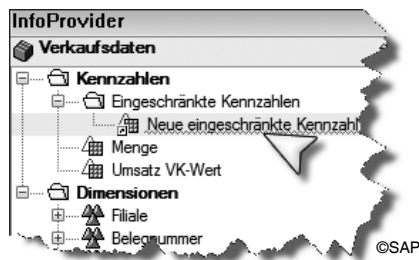 InfoProvider
Verkaufsdaten
Kennzahlen
Eingeschränkte Kennzahlen
Neue eingeschränkte Kennzahl
Menge
Umsatz VK-Wert
Dimensionen
Filiale
Belegnummer
©SAP